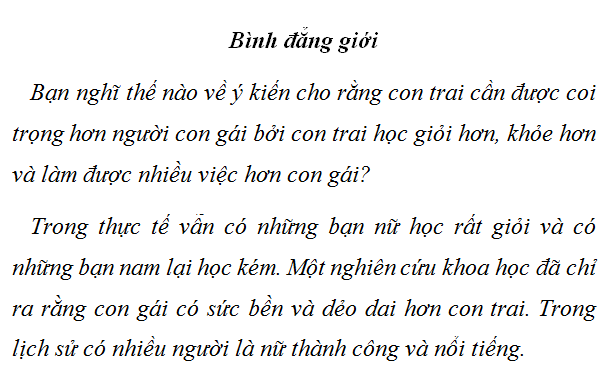 Bình đẳng giới
Bạn nghĩ thế nào về ý kiến cho rằng con trai cần được coi
trọng hơn người con gái bởi con trai học giỏi hơn, khỏe hơn
và làm được nhiều việc hơn con gái?
Trong thực tế vẫn có những bạn nữ học rất giỏi và có
những bạn nam lại học kém. Một nghiên cứu khoa học đã chỉ
ra rằng con gái có sức bền và dẻo dai hơn con trai. Trong
lịch sử có nhiều người là nữ thành công và nổi tiếng.